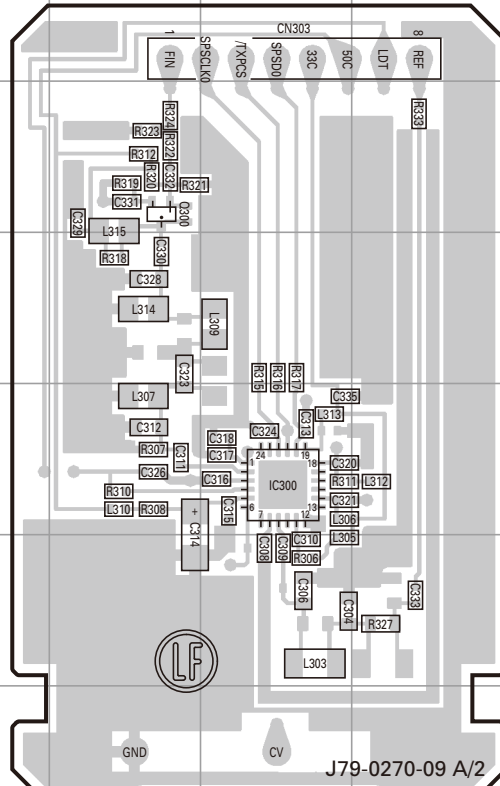 CN303
1
8
FIN
SPSCLK0
/TXPCS
SPSD0
33C
50C
LDT
REF
R324
R333
R323
R322
R312
R320
C332
R319
R321
C331
Q300
C329
L315
C330
R318
C328
L314
L309
C323
R315
R316
R317
L307
C335
L313
C313
C312
C324
C318
R307
C311
C317
24
19
1
18
C320
C326
C316
IC300
R311
L312
R310
C321
L310
R308
C315
6
13
L306
7
12
+
C314
C308
C309
C310
L305
R306
C306
C304
C333
R327
LF
L303
GND
CV
J79-0270-09 A/2